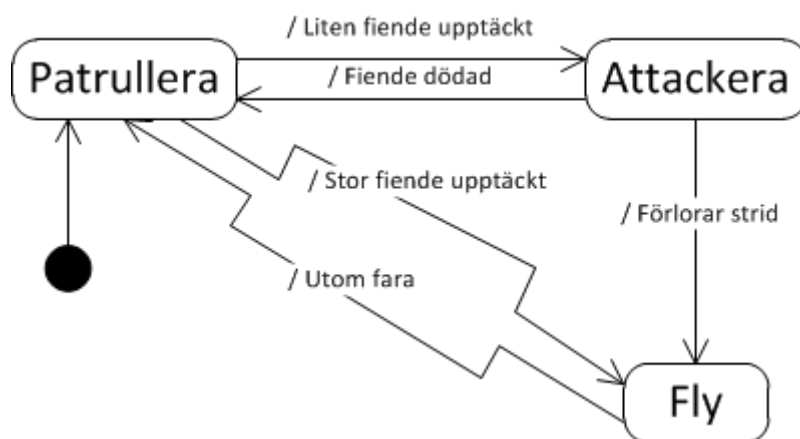 / Liten fiende upptäckt
Patrullera
/ Fiende dödad
Attackera
/ Stor fiende upptäckt
/ Förlorar strid
/ Utom fara
Fly